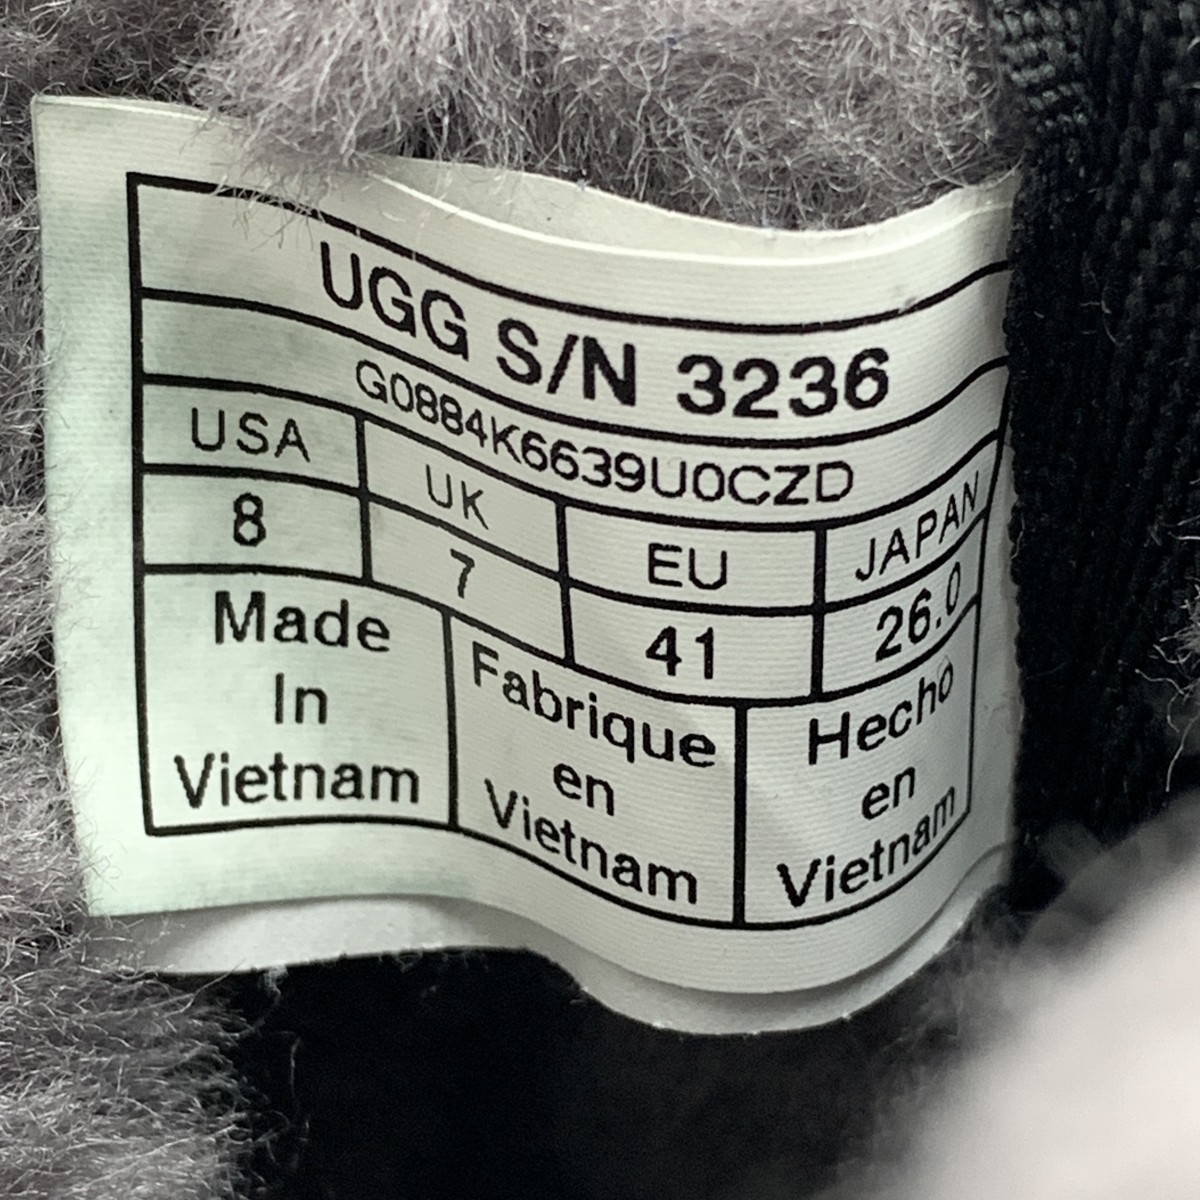 UGG S/N 3236
G0884K6639U0CZD
USA UK EU JAPAN
8 7 41 26.0
Made
In
Vietnam
Fabrique
en
Vietnam
Hecho
en
Vietnam